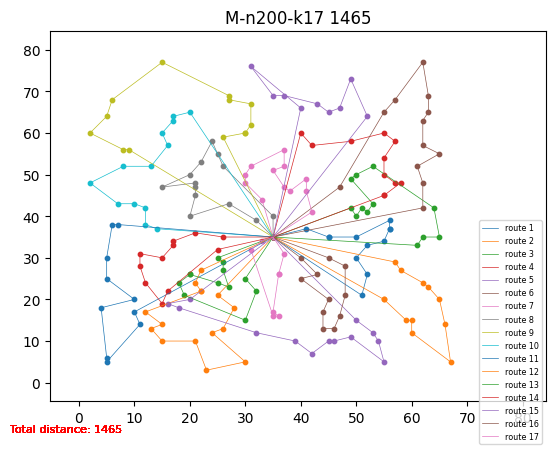 M-n200-k17 1465
80
70
60
50
40
30
20
10
0
0
10
20
30
40
50
60
70
80
route 1
route 2
route 3
route 4
route 5
route 6
route 7
route 8
route 9
route 10
route 11
route 12
route 13
route 14
route 15
route 16
route 17
Total distance: 1465